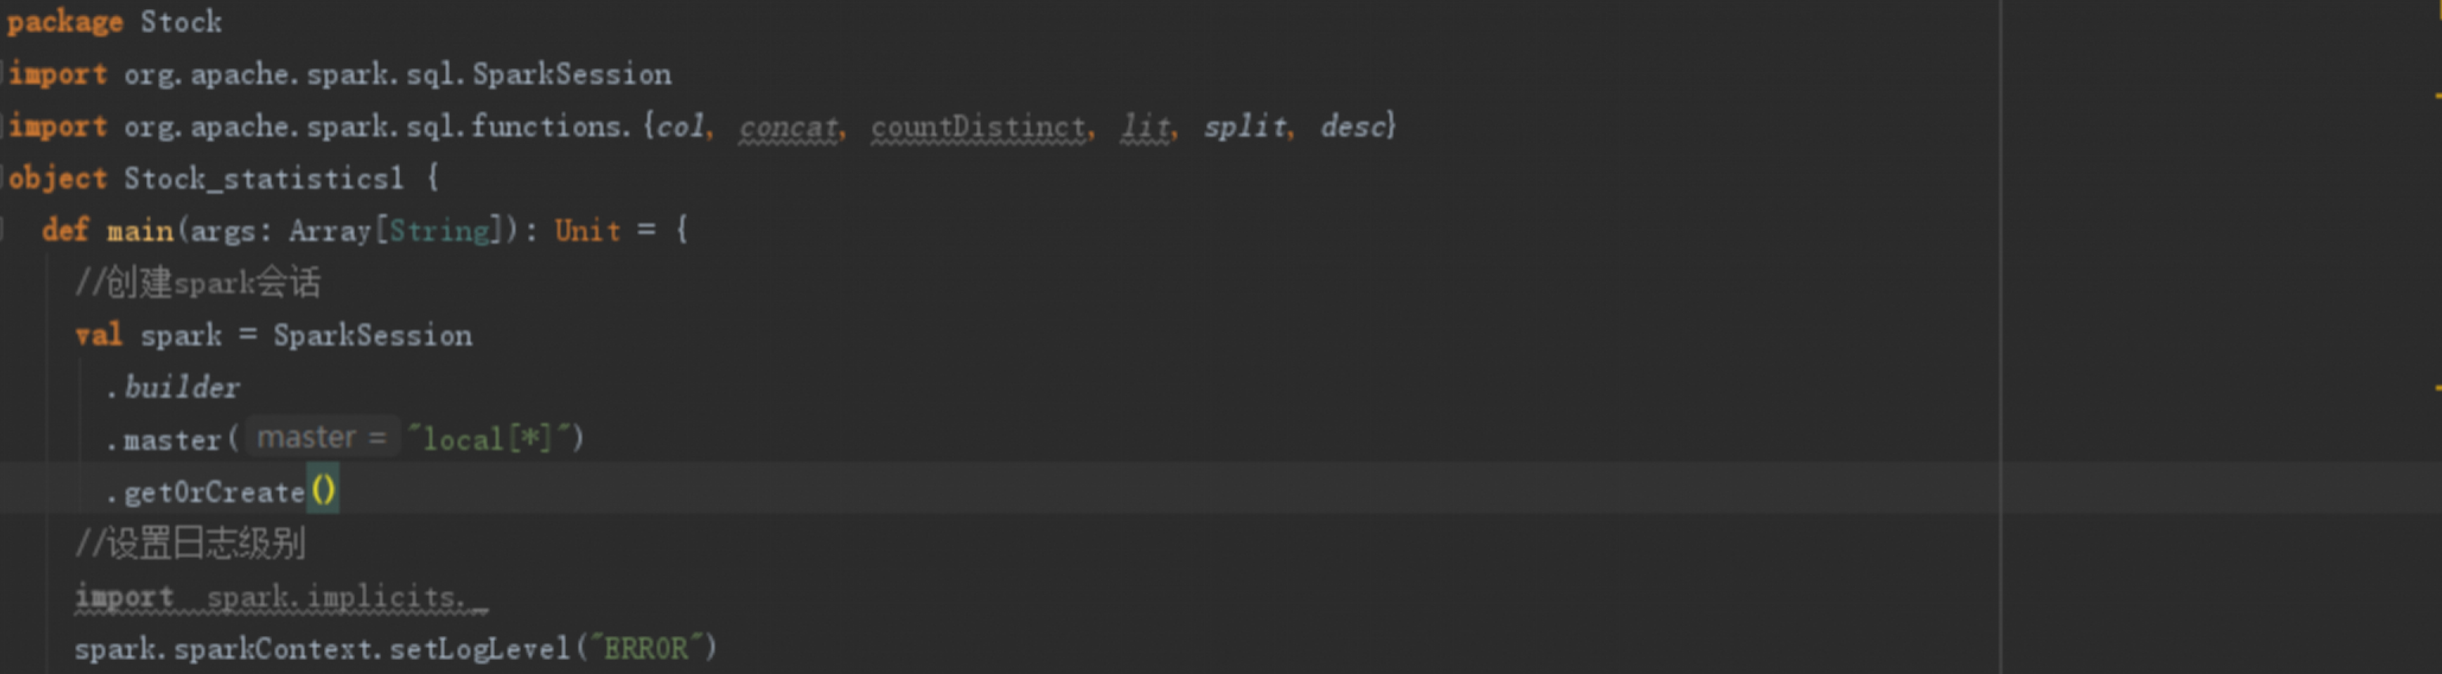 package Stock
import org.apache.spark.sql.SparkSession
import org.apache.spark.sql.functions.{col, concat, countDistinct, lit, split, desc}
object Stock_statistics1 {
def main(args: Array[String]): Unit = {
//创建spark会话
val spark = SparkSession
.builder
.master( master = "local[*]")
.getOrCreate()
//设置日志级别
import spark.implicits._
spark.sparkContext.setLogLevel("ERROR")